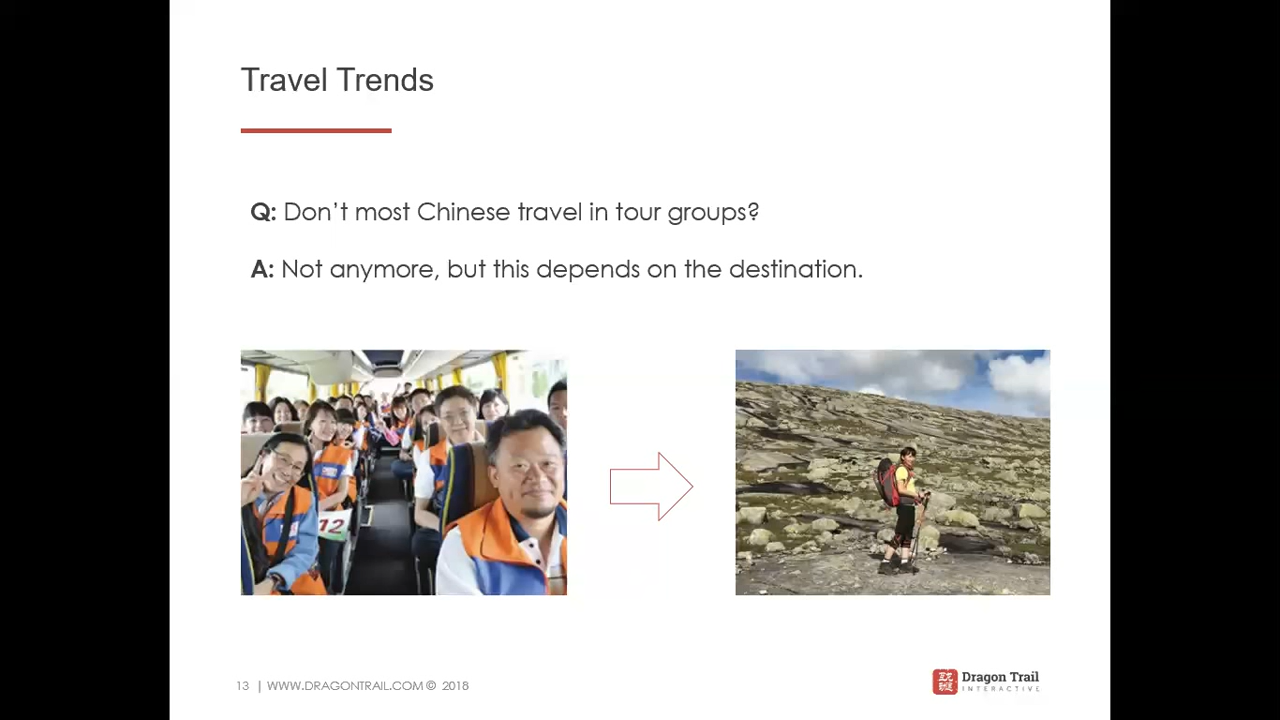 Travel Trends
Q: Don't most Chinese travel in tour groups?
A: Not anymore, but this depends on the destination.
12
13 | WWW.DRAGONTRAIL.COM © 2018
Dragon Trail
INTERACTIVE